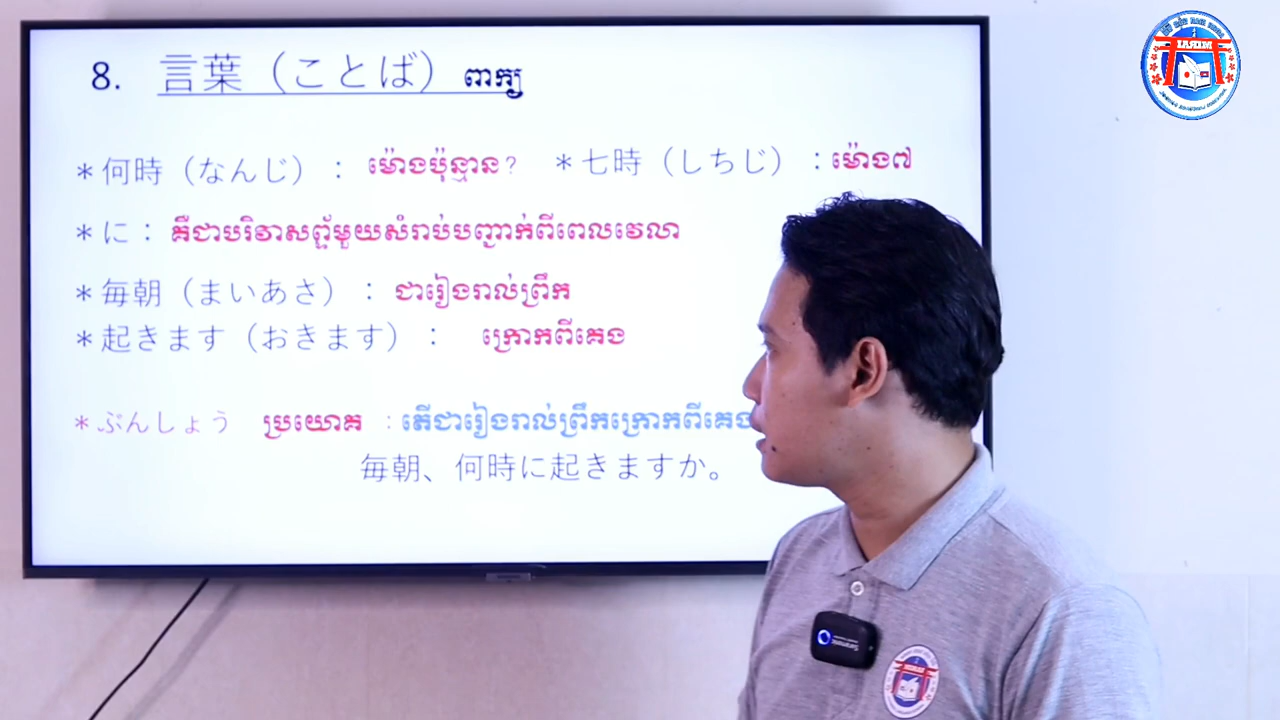 8. 言葉（ことば）ពាក្យ
＊何時（なんじ）： ម៉ោងប៉ុន្មាន? ＊七時（しちじ）：ម៉ោង៧
＊に：គឺជាបរិវាសព្ទ័មួយសំរាប់បញ្ជាក់ពីពេលវេលា
＊毎朝（まいあさ）：ជារៀងរាល់ព្រឹក
＊起きます（おきます）： ក្រោកពីគេង
＊ぶんしょう ប្រយោគ : តើជារៀងរាល់ព្រឹកក្រោកពីគេង
毎朝、何時に起きますか。